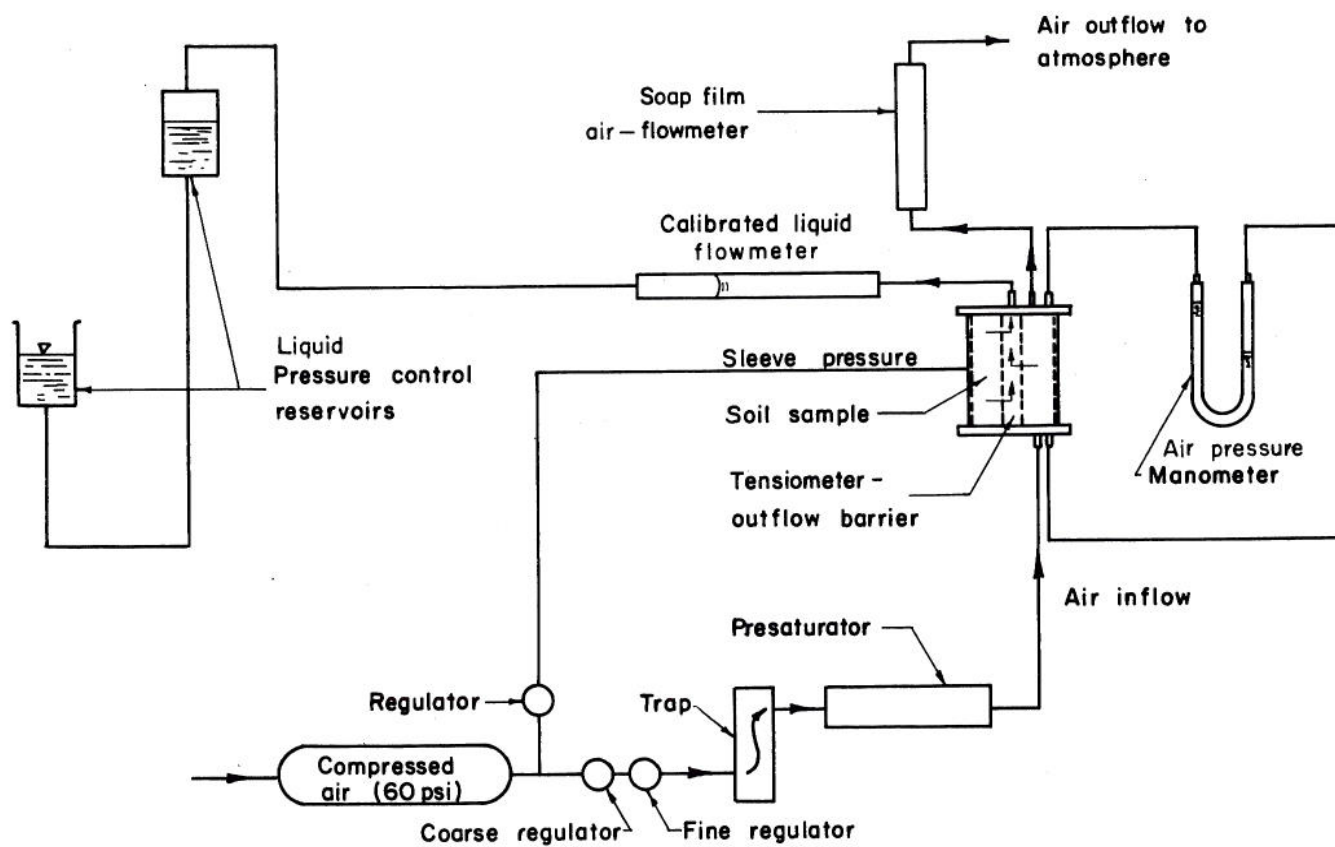 Air outflow to
atmosphere
Soap film
air-flowmeter
Calibrated liquid
flowmeter
Liquid
Pressure control
reservoirs
Sleeve pressure
Soil sample
Tensiometer-
outflow barrier
Air pressure
Manometer
Air inflow
Presaturator
Regulator
Trap
Compressed
air (60 psi)
Coarse regulator
Fine regulator